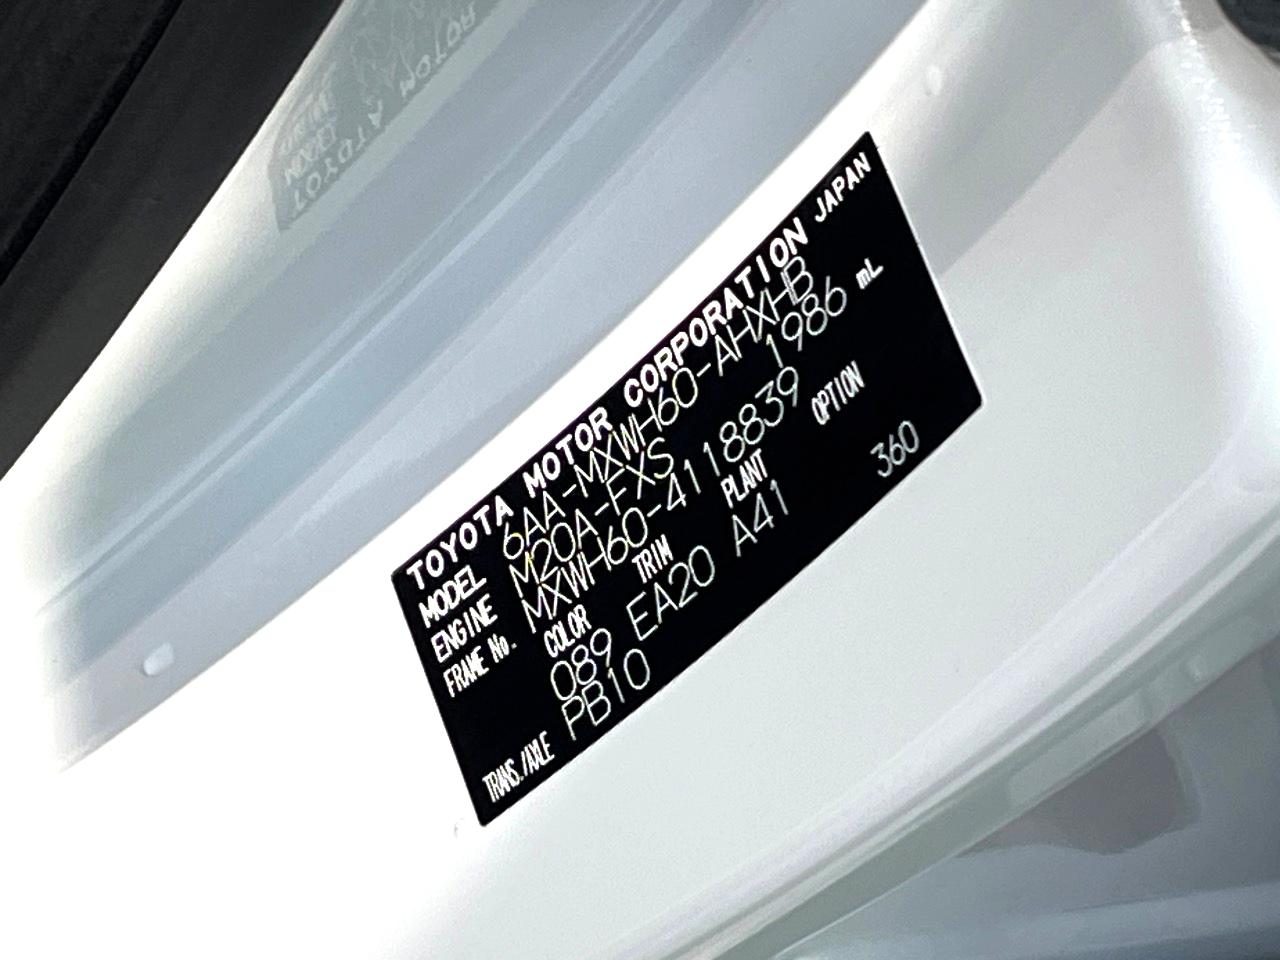 TOYOTA MOTOR CORPORATION JAPAN
MODEL 6AA-MXWH60-AHXHB
ENGINE M20A-FXS 1986 mL
FRAME No. MXWH60-4118839
COLOR TRIM PLANT OPTION
089 EA20 A41 360
TRANS./AXLE PB10